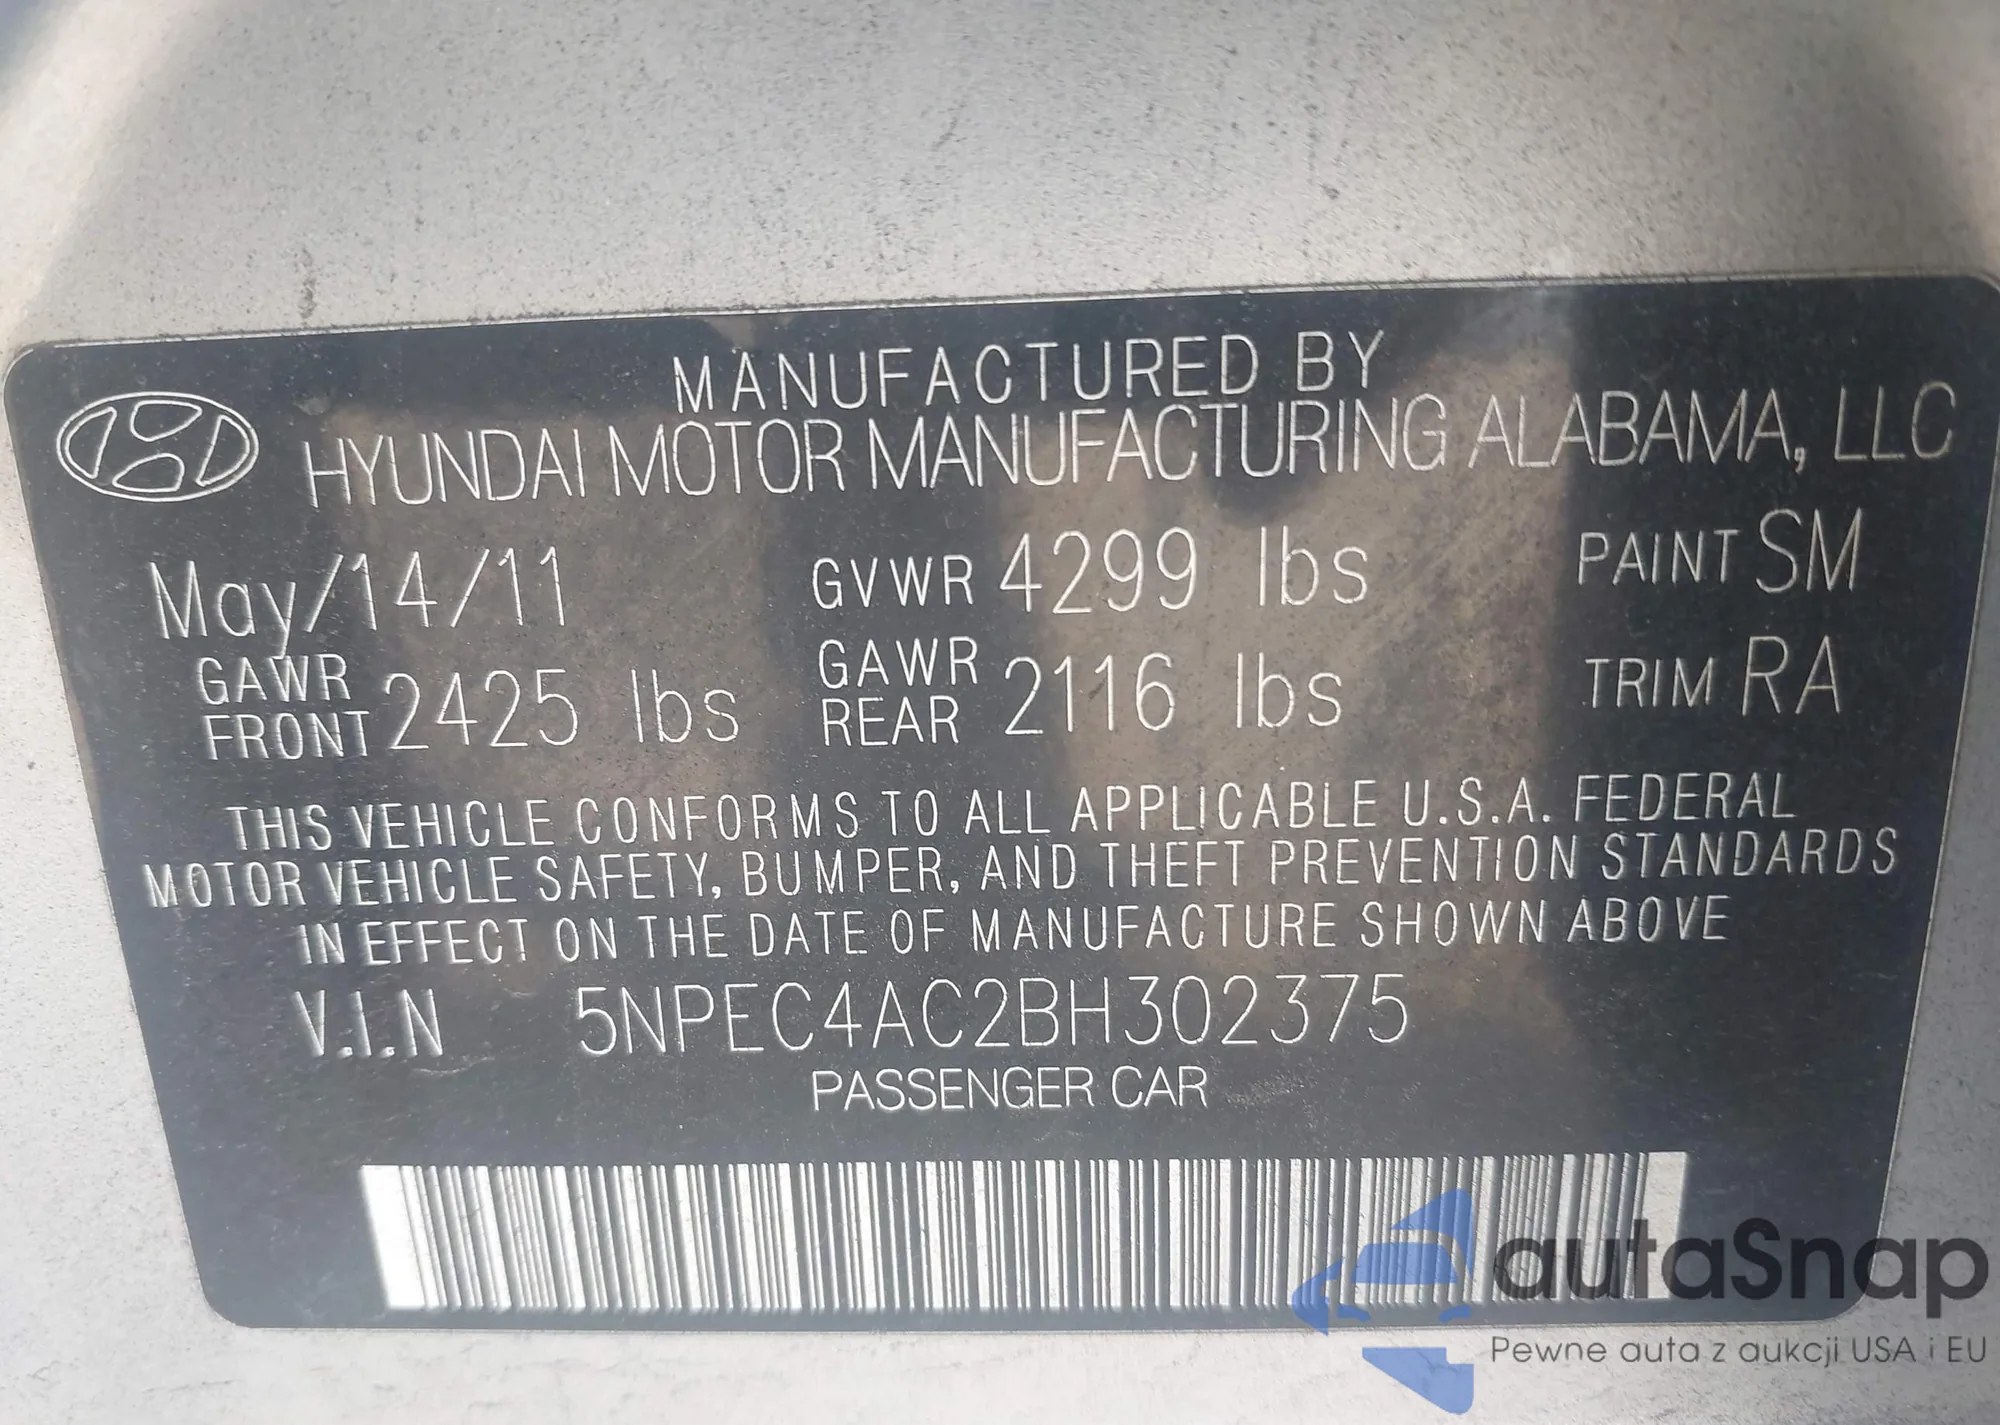 MANUFACTURED BY
HYUNDAI MOTOR MANUFACTURING ALABAMA, LLC
May/14/11 GVWR 4299 lbs PAINT SM
GAWR FRONT 2425 lbs GAWR REAR 2116 lbs TRIM RA
THIS VEHICLE CONFORMS TO ALL APPLICABLE U.S.A. FEDERAL
MOTOR VEHICLE SAFETY, BUMPER, AND THEFT PREVENTION STANDARDS
IN EFFECT ON THE DATE OF MANUFACTURE SHOWN ABOVE
V.I.N 5NPEC4AC2BH302375
PASSENGER CAR
autaSnap
Pewne auta z aukcji USA i EU